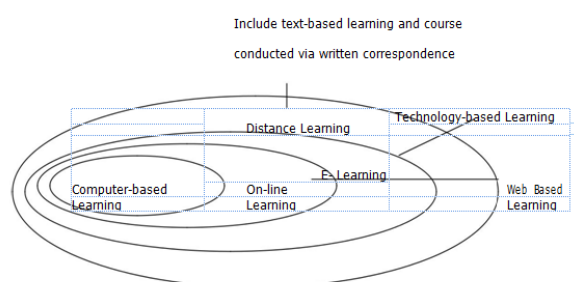 Include text-based learning and course
conducted via written correspondence
Technology-based Learning
Distance Learning
E- Learning
Computer-based
Learning
On-line
Learning
Web Based
Learning